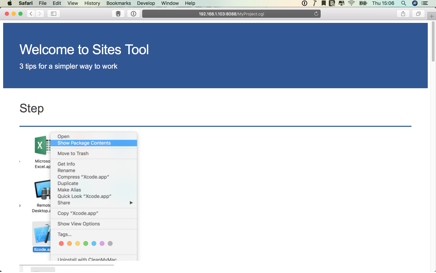 Safari File Edit View History Bookmarks Develop Window Help
Thu 15:06
192.168.1.103:8088/MyProject.cgi
Welcome to Sites Tool
3 tips for a simpler way to work
Step
Open
Show Package Contents
Move to Trash
Get Info
Rename
Compress "Xcode.app"
Duplicate
Make Alias
Quick Look "Xcode.app"
Share
Copy "Xcode.app"
Show View Options
Tags...
Uninstall with CleanMyMac
Microsoft
Excel.app
Remote
Desktop.app
Xcode.app